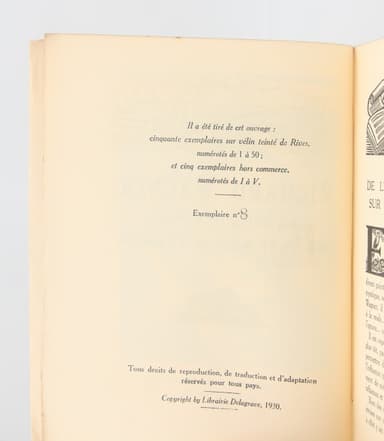 Il a été tiré de cet ouvrage :
cinquante exemplaires sur vélin teinté de Rives,
numérotés de 1 à 50 ;
et cinq exemplaires hors commerce,
numérotés de I à V.
Exemplaire n° 8
Tous droits de reproduction, de traduction et d'adaptation
réservés pour tous pays.
Copyright by Librairie Delagrave, 1930.
DE L
SUR